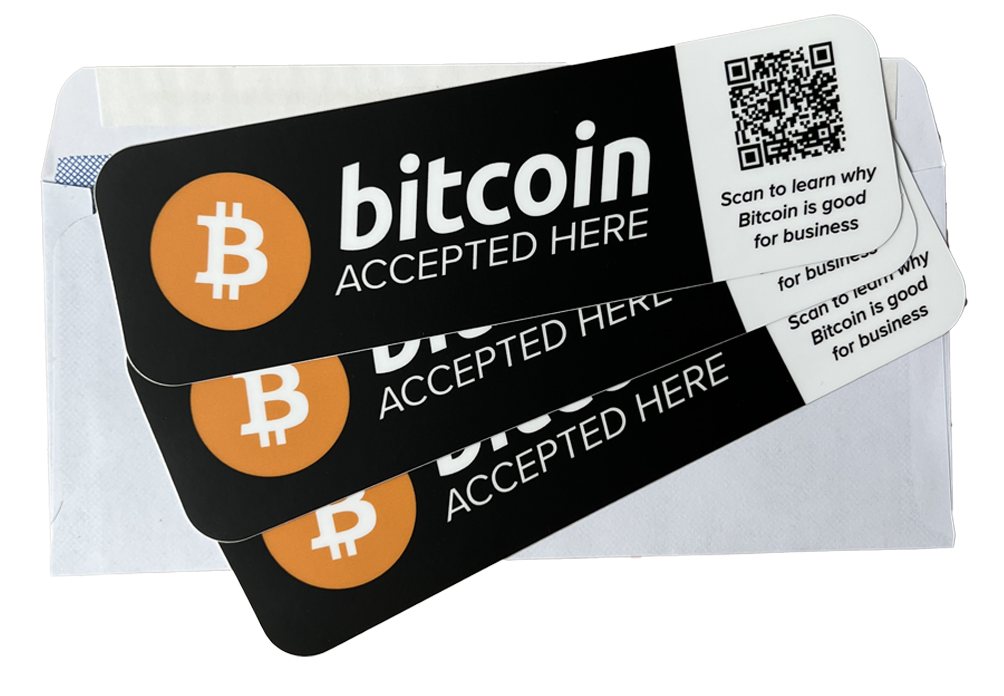 bitcoin
ACCEPTED HERE
Scan to learn why
Bitcoin is good
for business
ACCEPTED HERE
for business
ACCEPTED HERE
Scan to learn why
Bitcoin is good
for business